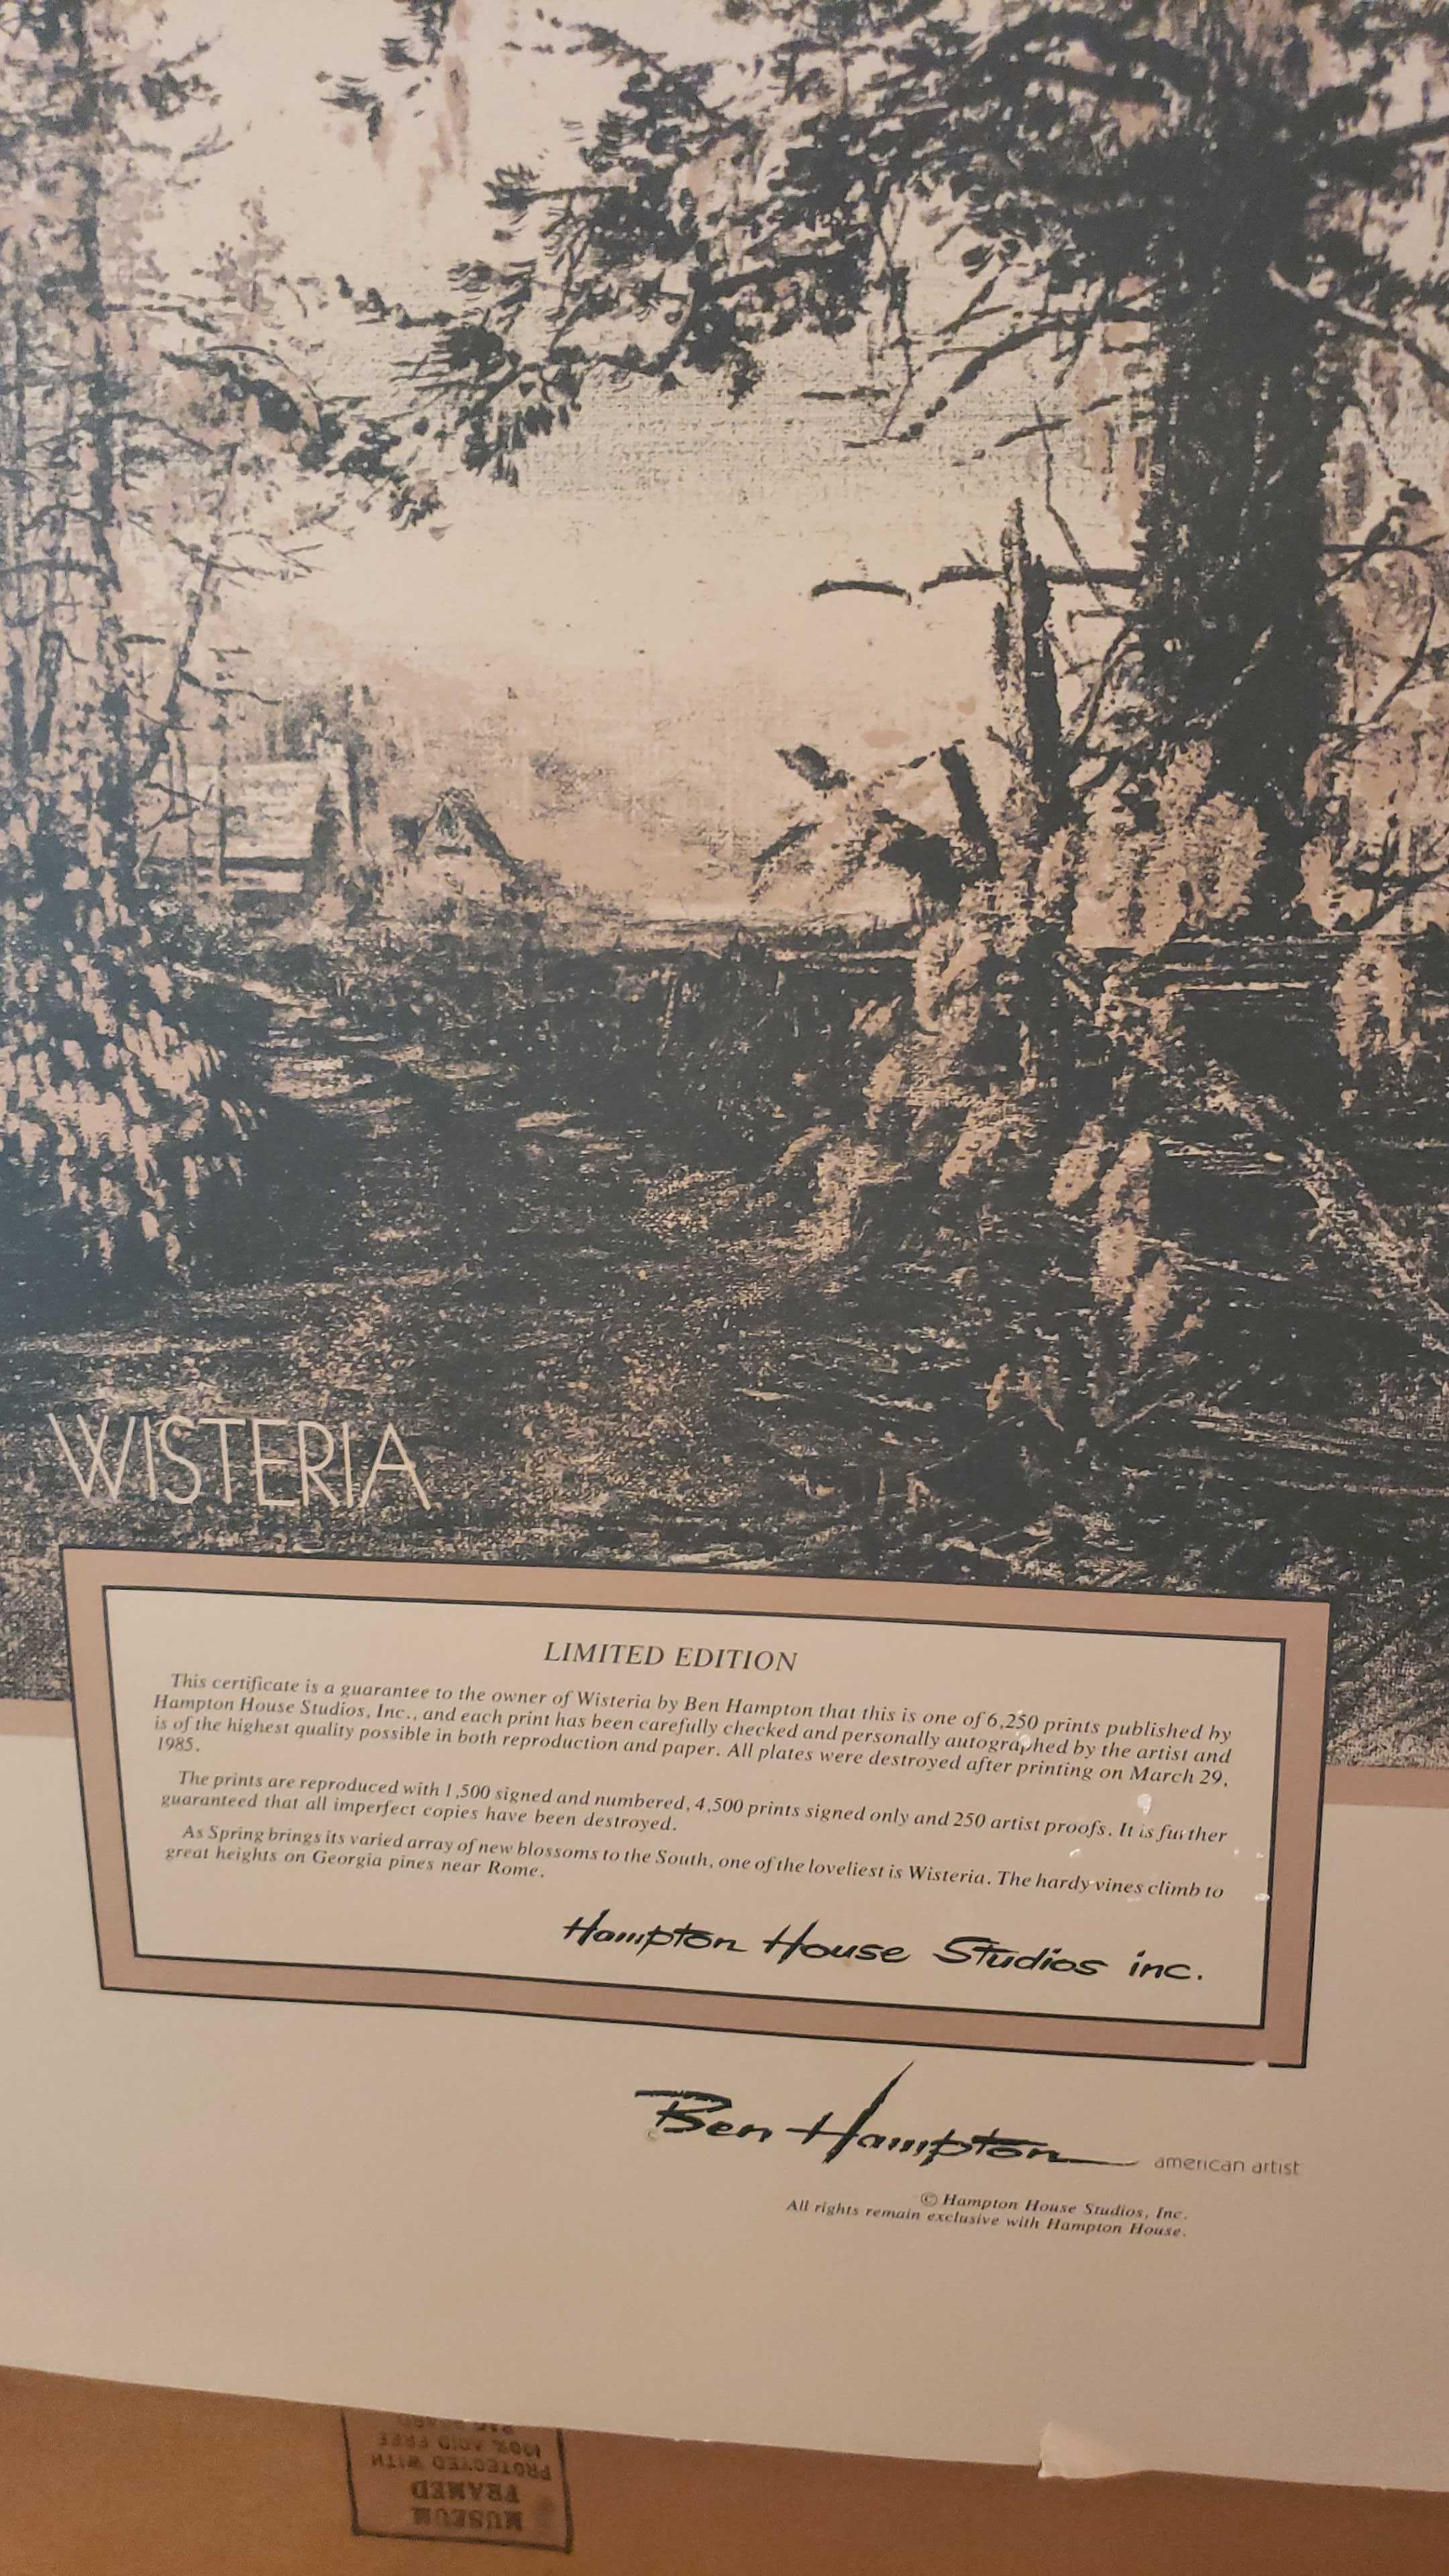 WISTERIA
LIMITED EDITION
This certificate is a guarantee to the owner of Wisteria by Ben Hampton that this is one of 6,250 prints published by
Hampton House Studios, Inc., and each print has been carefully checked and personally autographed by the artist and
is of the highest quality possible in both reproduction and paper. All plates were destroyed after printing on March 29,
1985.
The prints are reproduced with 1,500 signed and numbered, 4,500 prints signed only and 250 artist proofs. It is further
guaranteed that all imperfect copies have been destroyed.
As Spring brings its varied array of new blossoms to the South, one of the loveliest is Wisteria. The hardy vines climb to
great heights on Georgia pines near Rome.
Hampton House Studios inc.
Ben Hampton american artist
© Hampton House Studios, Inc.
All rights remain exclusive with Hampton House.
MUSEUM
FRAMED
PROTECTED WITH
100% ACID FREE
RAG BOARD